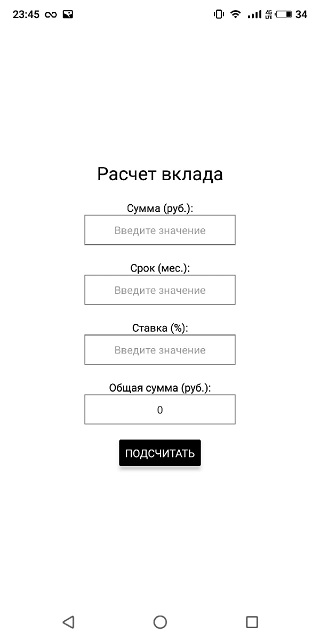 23:45 34
Расчет вклада
Сумма (руб.):
Введите значение
Срок (мес.):
Введите значение
Ставка (%):
Введите значение
Общая сумма (руб.):
0
ПОДСЧИТАТЬ